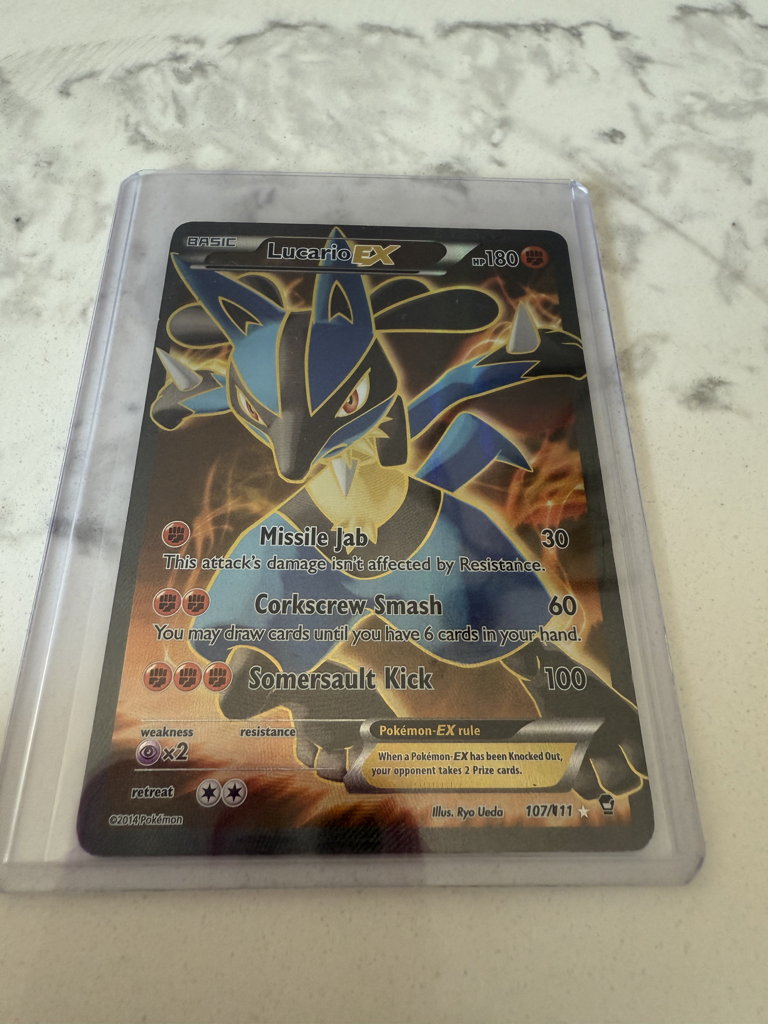 BASIC
Lucario EX
HP 180
Missile Jab 30
This attack's damage isn't affected by Resistance.
Corkscrew Smash 60
You may draw cards until you have 6 cards in your hand.
Somersault Kick 100
weakness resistance
×2
Pokémon-EX rule
When a Pokémon-EX has been Knocked Out,
your opponent takes 2 Prize cards.
retreat
Illus. Ryo Ueda 107/111
©2014 Pokémon